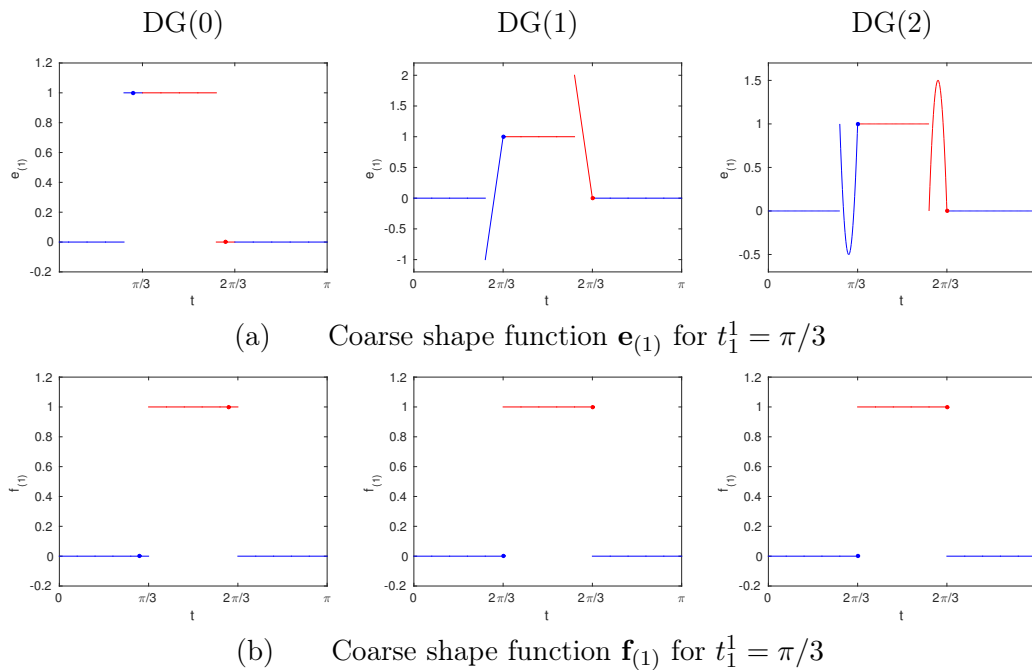 DG(0) DG(1) DG(2)
1.2 1 0.8 0.6 0.4 0.2 0 -0.2
e(1)
π/3 2π/3 π
t
2 1.5 1 0.5 0 -0.5 -1
e(1)
0 2π/3 2π/3 π
t
1.5 1 0.5 0 -0.5
e(1)
0 π/3 2π/3
t
(a) Coarse shape function e(1) for t₁¹ = π/3
1.2 1 0.8 0.6 0.4 0.2 0 -0.2
f(1)
0 π/3 2π/3 π
t
1.2 1 0.8 0.6 0.4 0.2 0 -0.2
f(1)
0 2π/3 2π/3 π
t
1.2 1 0.8 0.6 0.4 0.2 0 -0.2
f(1)
0 2π/3 2π/3
t
(b) Coarse shape function f(1) for t₁¹ = π/3